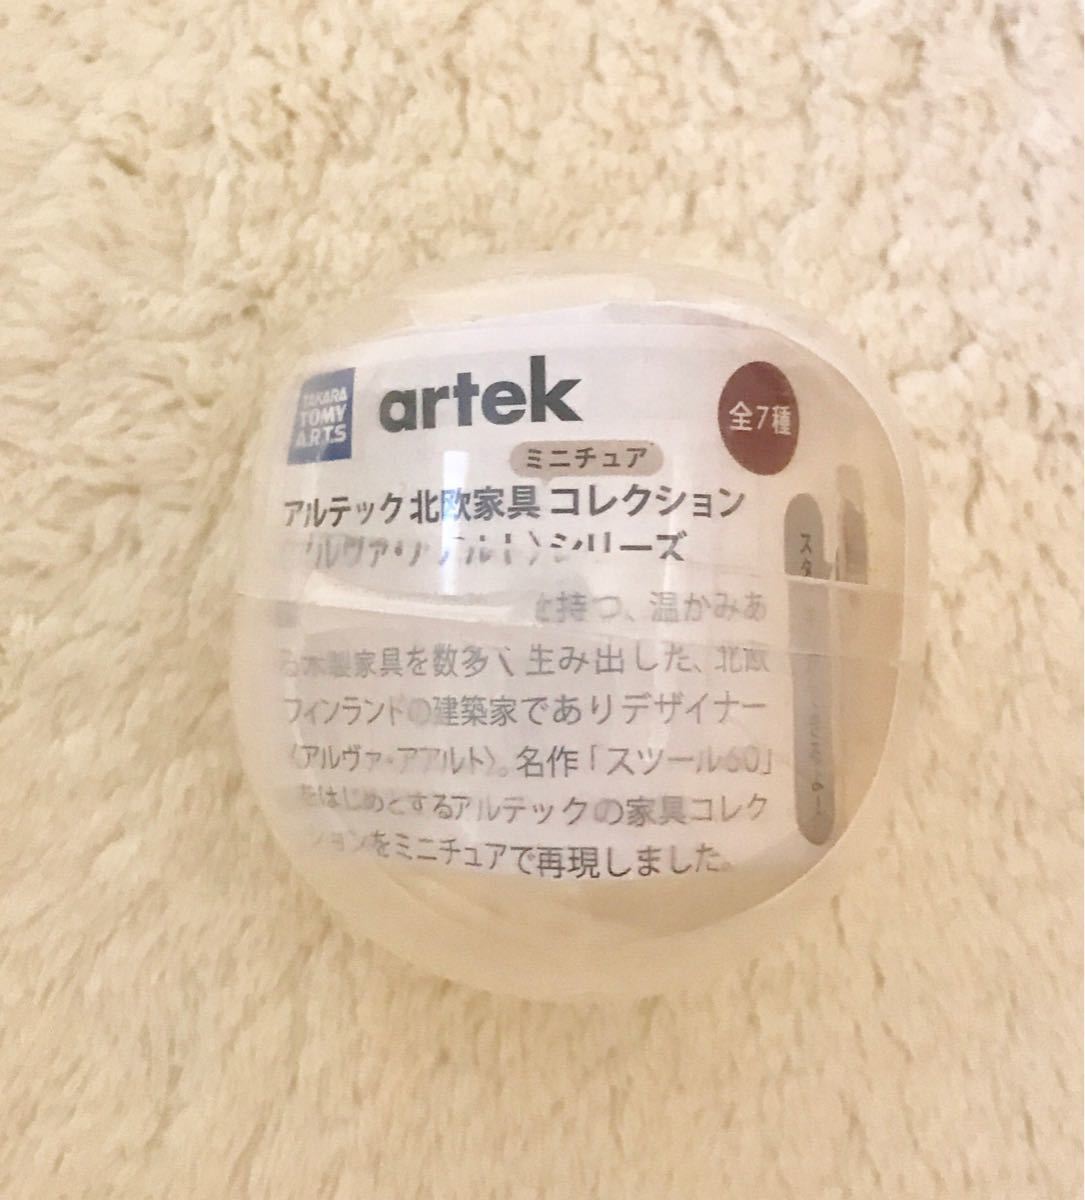 TAKARA
TOMY
A.R.T.S
artek
全7種
ミニチュア
アルテック北欧家具 コレクション
シリーズ
を持つ、温かみあ
る木製家具を数多く生み出した、北欧
フィンランドの建築家でありデザイナー
〈アルヴァ・アアルト〉。名作「スツール60」
をはじめとするアルテックの家具コレク
ションをミニチュアで再現しました。
スタ